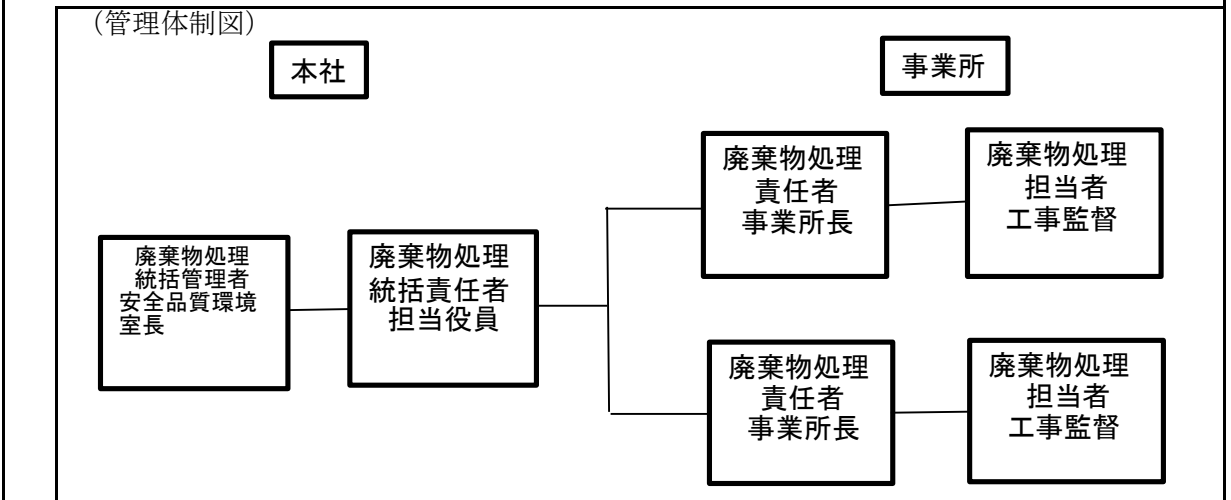 (管理体制図)
本社
事業所
廃棄物処理
統括管理者
安全品質環境
室長
廃棄物処理
統括責任者
担当役員
廃棄物処理
責任者
事業所長
廃棄物処理
担当者
工事監督
廃棄物処理
責任者
事業所長
廃棄物処理
担当者
工事監督